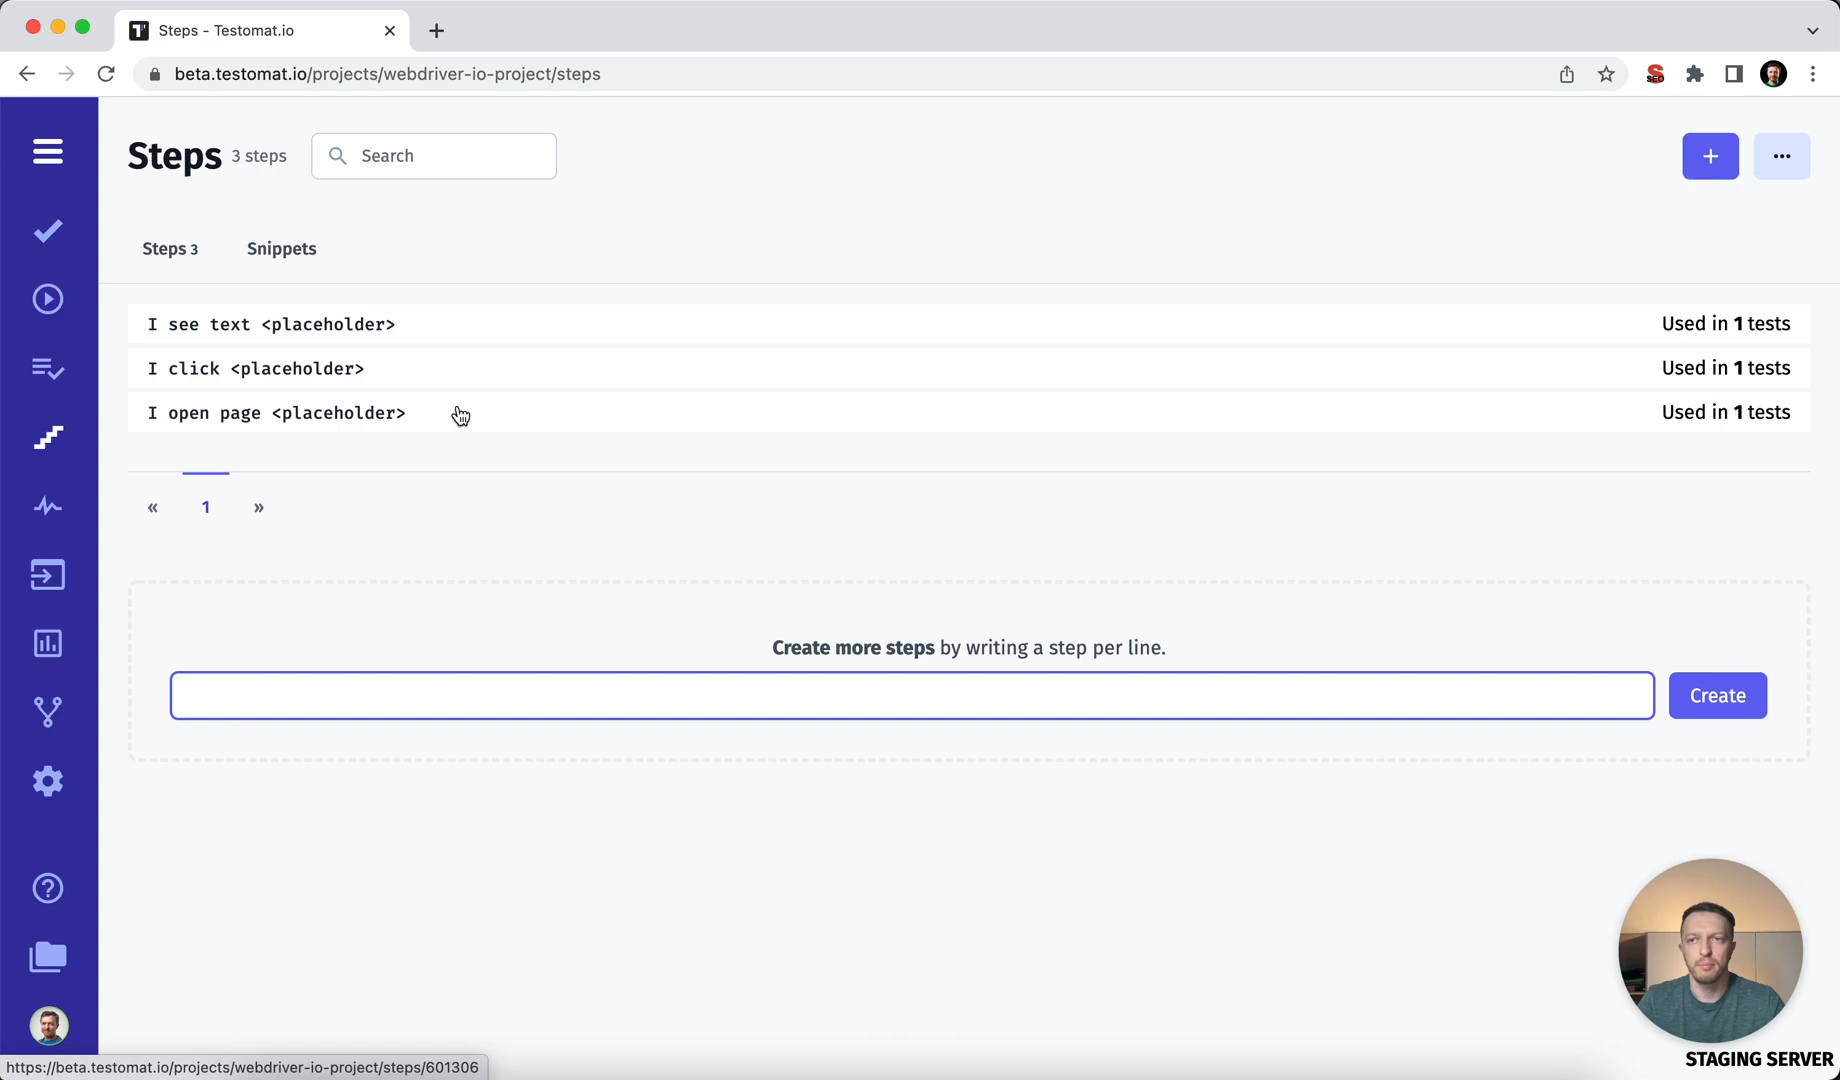 Steps - Testomat.io
beta.testomat.io/projects/webdriver-io-project/steps
SEO
Steps 3 steps Search
+ ...
Steps 3 Snippets
I see text <placeholder> Used in 1 tests
I click <placeholder> Used in 1 tests
I open page <placeholder> Used in 1 tests
« 1 »
Create more steps by writing a step per line.
Create
https://beta.testomat.io/projects/webdriver-io-project/steps/601306
STAGING SERVER